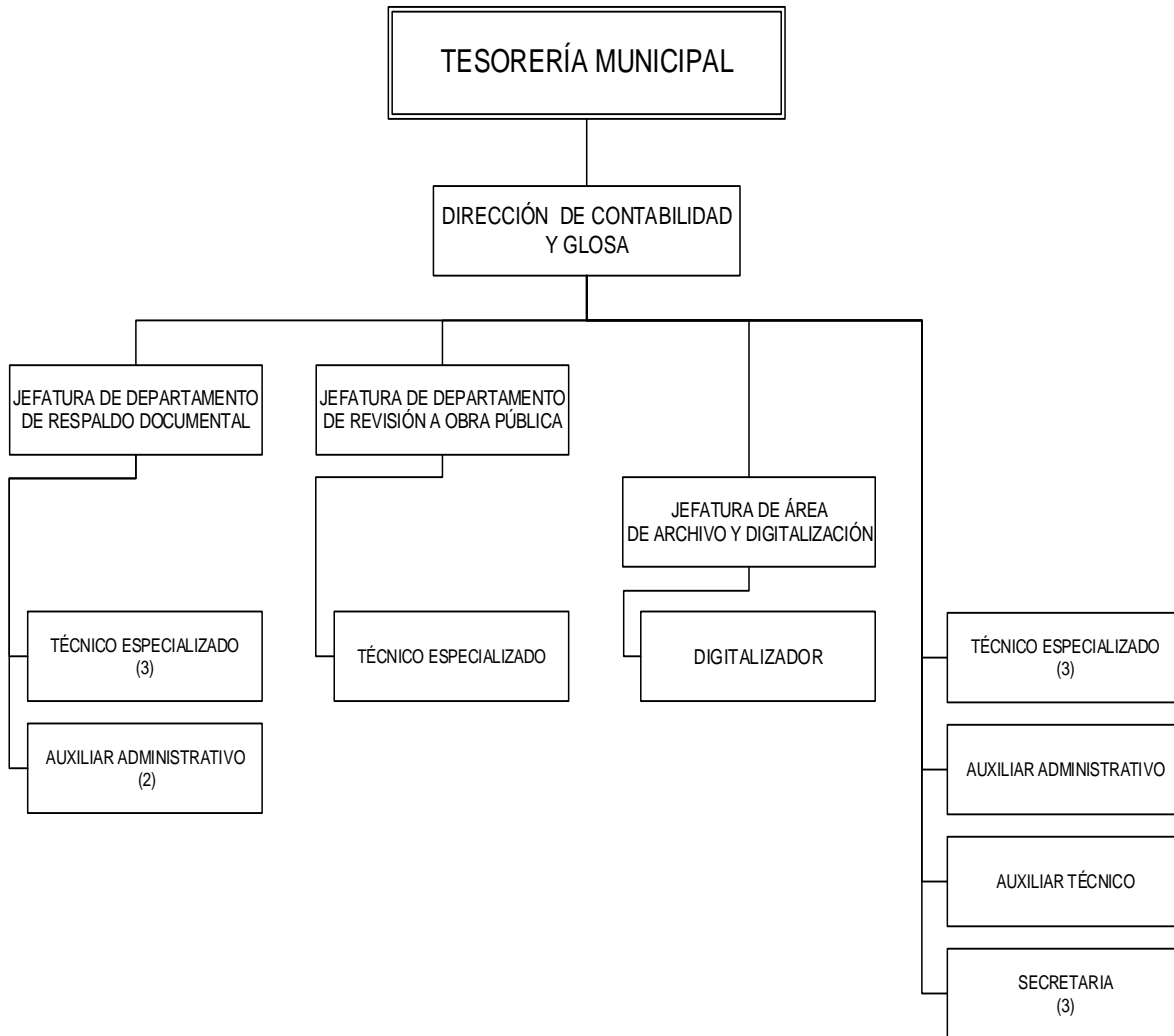 TESORERÍA MUNICIPAL
DIRECCIÓN DE CONTABILIDAD
Y GLOSA
JEFATURA DE DEPARTAMENTO
DE RESPALDO DOCUMENTAL
JEFATURA DE DEPARTAMENTO
DE REVISIÓN A OBRA PÚBLICA
JEFATURA DE ÁREA
DE ARCHIVO Y DIGITALIZACIÓN
TÉCNICO ESPECIALIZADO
(3)
TÉCNICO ESPECIALIZADO
DIGITALIZADOR
TÉCNICO ESPECIALIZADO
(3)
AUXILIAR ADMINISTRATIVO
(2)
AUXILIAR ADMINISTRATIVO
AUXILIAR TÉCNICO
SECRETARIA
(3)